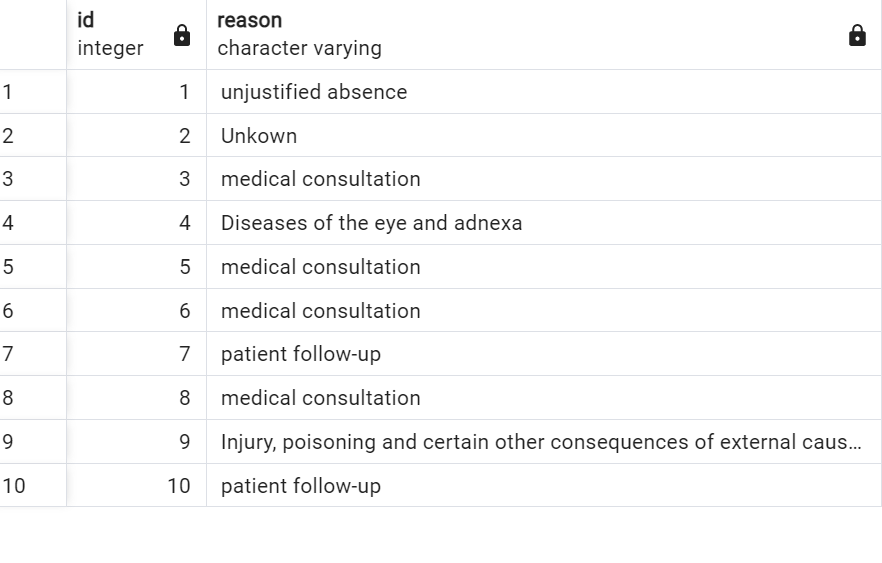 id reason
integer character varying
1 1 unjustified absence
2 2 Unkown
3 3 medical consultation
4 4 Diseases of the eye and adnexa
5 5 medical consultation
6 6 medical consultation
7 7 patient follow-up
8 8 medical consultation
9 9 Injury, poisoning and certain other consequences of external caus...
10 10 patient follow-up